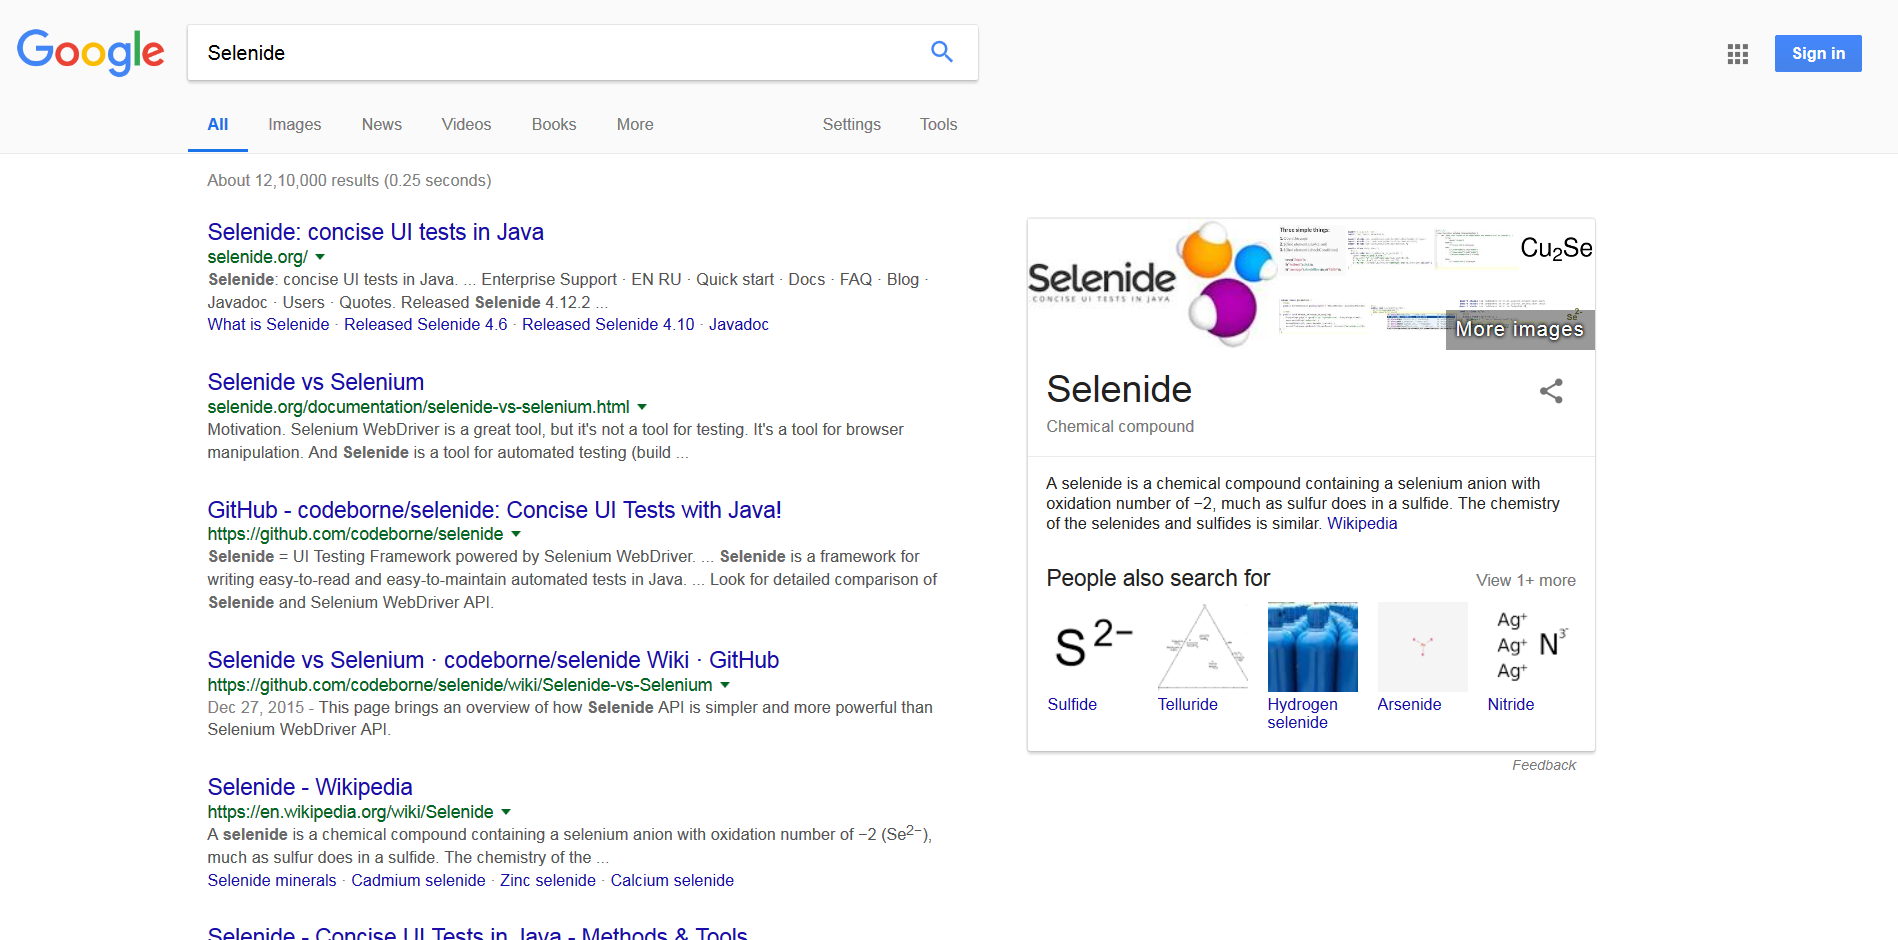 Google
Selenide
Sign in
All Images News Videos Books More Settings Tools
About 12,10,000 results (0.25 seconds)
Selenide: concise UI tests in Java
selenide.org/
Selenide: concise UI tests in Java. ... Enterprise Support · EN RU · Quick start · Docs · FAQ · Blog ·
Javadoc · Users · Quotes. Released Selenide 4.12.2 ...
What is Selenide · Released Selenide 4.6 · Released Selenide 4.10 · Javadoc
Selenide vs Selenium
selenide.org/documentation/selenide-vs-selenium.html
Motivation. Selenium WebDriver is a great tool, but it's not a tool for testing. It's a tool for browser
manipulation. And Selenide is a tool for automated testing (build ...
GitHub - codeborne/selenide: Concise UI Tests with Java!
https://github.com/codeborne/selenide
Selenide = UI Testing Framework powered by Selenium WebDriver. ... Selenide is a framework for
writing easy-to-read and easy-to-maintain automated tests in Java. ... Look for detailed comparison of
Selenide and Selenium WebDriver API.
Selenide vs Selenium · codeborne/selenide Wiki · GitHub
https://github.com/codeborne/selenide/wiki/Selenide-vs-Selenium
Dec 27, 2015 - This page brings an overview of how Selenide API is simpler and more powerful than
Selenium WebDriver API.
Selenide - Wikipedia
https://en.wikipedia.org/wiki/Selenide
A selenide is a chemical compound containing a selenium anion with oxidation number of −2 (Se²⁻),
much as sulfur does in a sulfide. The chemistry of the ...
Selenide minerals · Cadmium selenide · Zinc selenide · Calcium selenide
Selenide - Concise UI Tests in Java - Methods & Tools
Selenide
CONCISE UI TESTS IN JAVA
Three simple things:
Cu₂Se
Se²⁻
More images
Selenide
Chemical compound
A selenide is a chemical compound containing a selenium anion with
oxidation number of −2, much as sulfur does in a sulfide. The chemistry
of the selenides and sulfides is similar. Wikipedia
People also search for View 1+ more
S²⁻
Ag⁺
Ag⁺ N³⁻
Ag⁺
Sulfide Telluride Hydrogen selenide Arsenide Nitride
Feedback